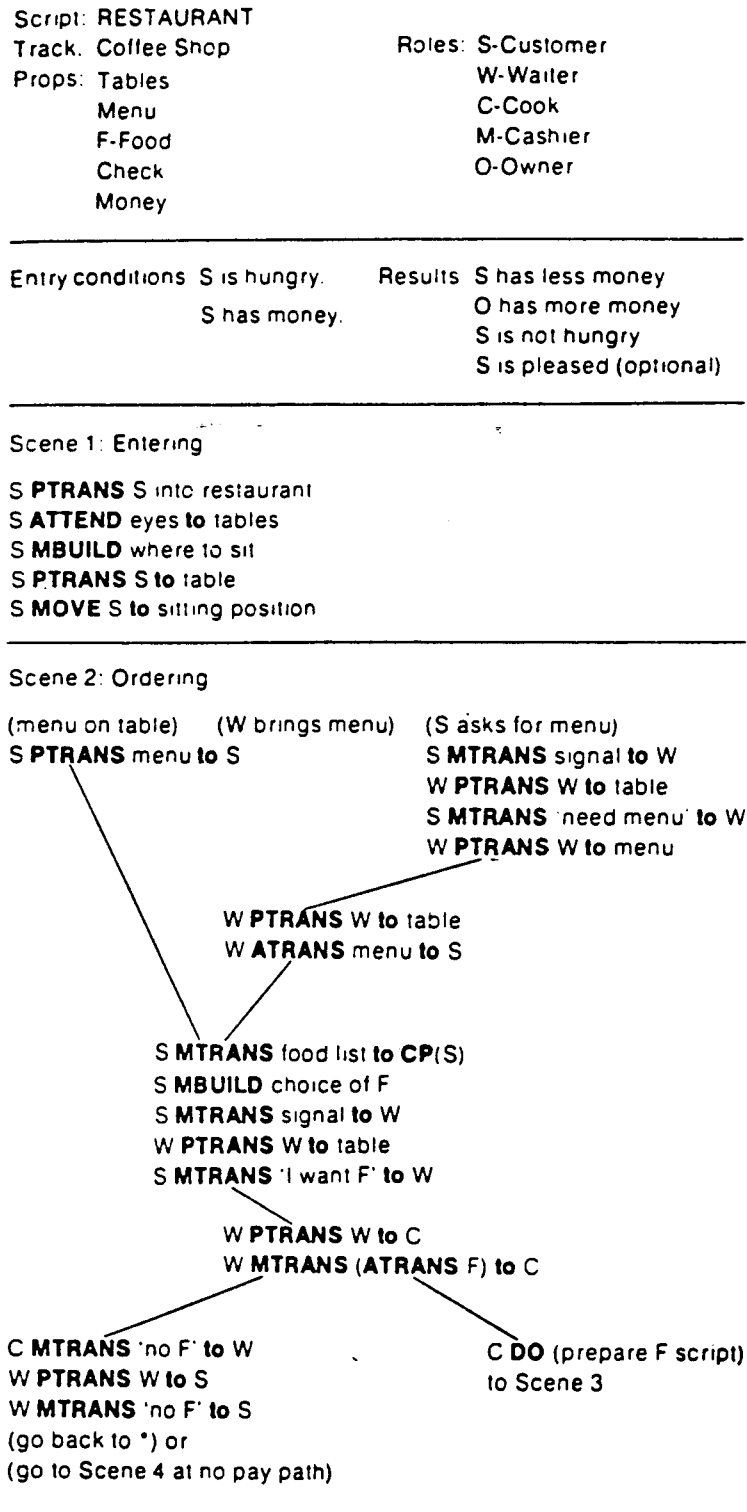 Script: RESTAURANT
Track. Coffee Shop
Props: Tables
Menu
F-Food
Check
Money
Roles: S-Customer
W-Waiter
C-Cook
M-Cashier
O-Owner
Entry conditions S is hungry.
S has money.
Results S has less money
O has more money
S is not hungry
S is pleased (optional)
Scene 1: Entering
S PTRANS S into restaurant
S ATTEND eyes to tables
S MBUILD where to sit
S PTRANS S to table
S MOVE S to sitting position
Scene 2: Ordering
(menu on table) (W brings menu) (S asks for menu)
S PTRANS menu to S
S MTRANS signal to W
W PTRANS W to table
S MTRANS 'need menu' to W
W PTRANS W to menu
W PTRANS W to table
W ATRANS menu to S
S MTRANS food list to CP(S)
S MBUILD choice of F
S MTRANS signal to W
W PTRANS W to table
S MTRANS 'I want F' to W
W PTRANS W to C
W MTRANS (ATRANS F) to C
C MTRANS 'no F' to W
W PTRANS W to S
W MTRANS 'no F' to S
(go back to *) or
(go to Scene 4 at no pay path)
C DO (prepare F script)
to Scene 3